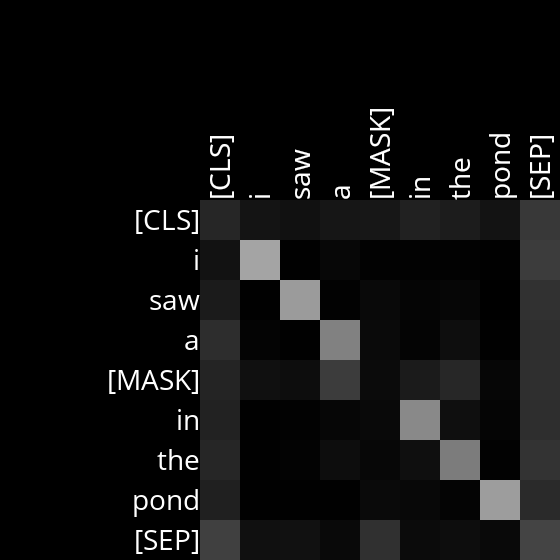 [CLS] i saw a [MASK] in the pond [SEP]
[CLS]
i
saw
a
[MASK]
in
the
pond
[SEP]